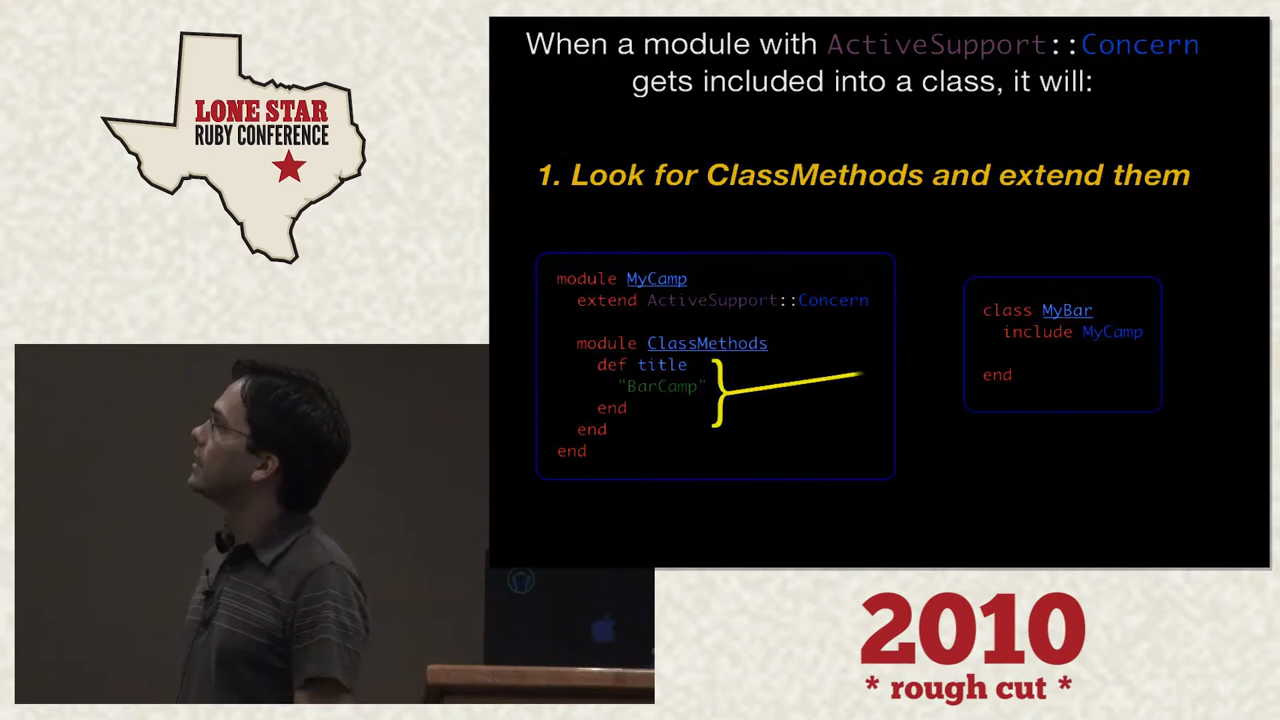 LONE STAR
RUBY CONFERENCE
When a module with ActiveSupport::Concern
gets included into a class, it will:
1. Look for ClassMethods and extend them
module MyCamp
extend ActiveSupport::Concern
module ClassMethods
def title
"BarCamp"
end
end
end
class MyBar
include MyCamp
end
2010
* rough cut *